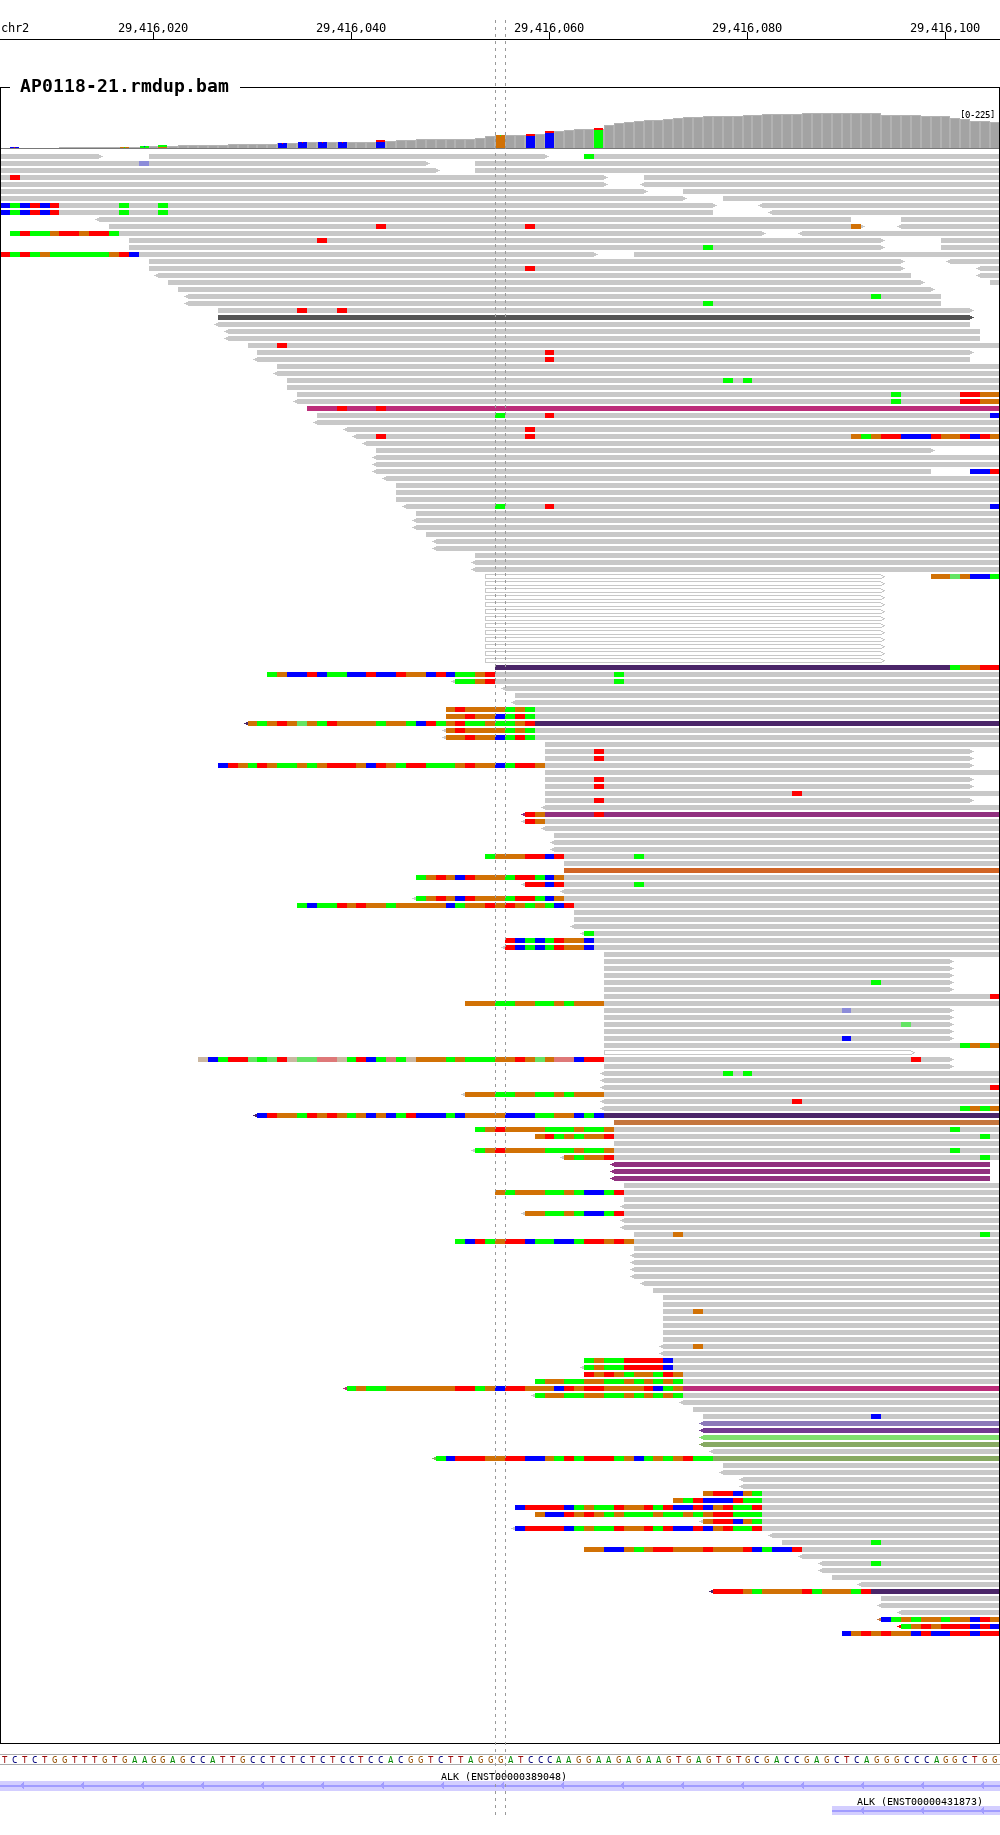 chr2
29,416,020 29,416,040 29,416,060 29,416,080 29,416,100
AP0118-21.rmdup.bam
[0-225]
TCTCTGGTTTGTGAAGGAGCCATTGCCTCTCTCTCCTCCACGGTCTTAGGGATCCCAAGGAAGAGAAGTGAGTGTGCGACCGAGCTCAGGGCCCAGGCTGG
ALK (ENST00000389048)
ALK (ENST00000431873)